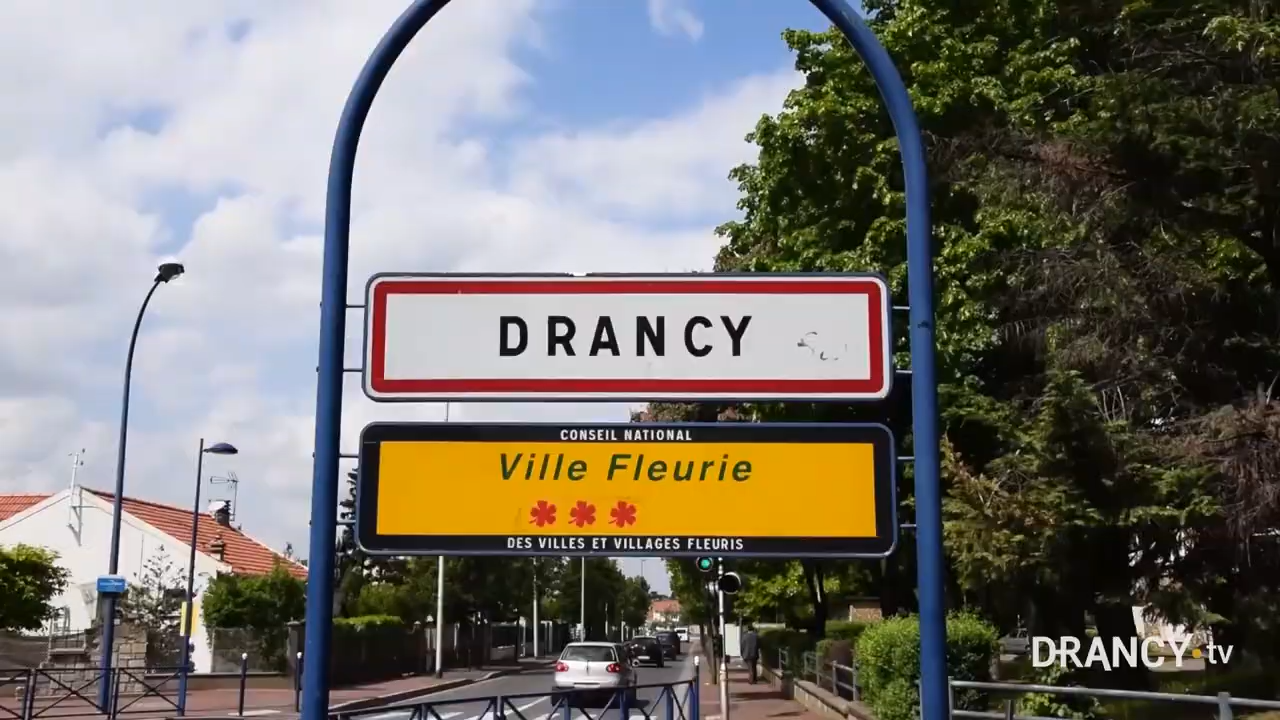 DRANCY
CONSEIL NATIONAL
Ville Fleurie
DES VILLES ET VILLAGES FLEURIS
DRANCY•tv